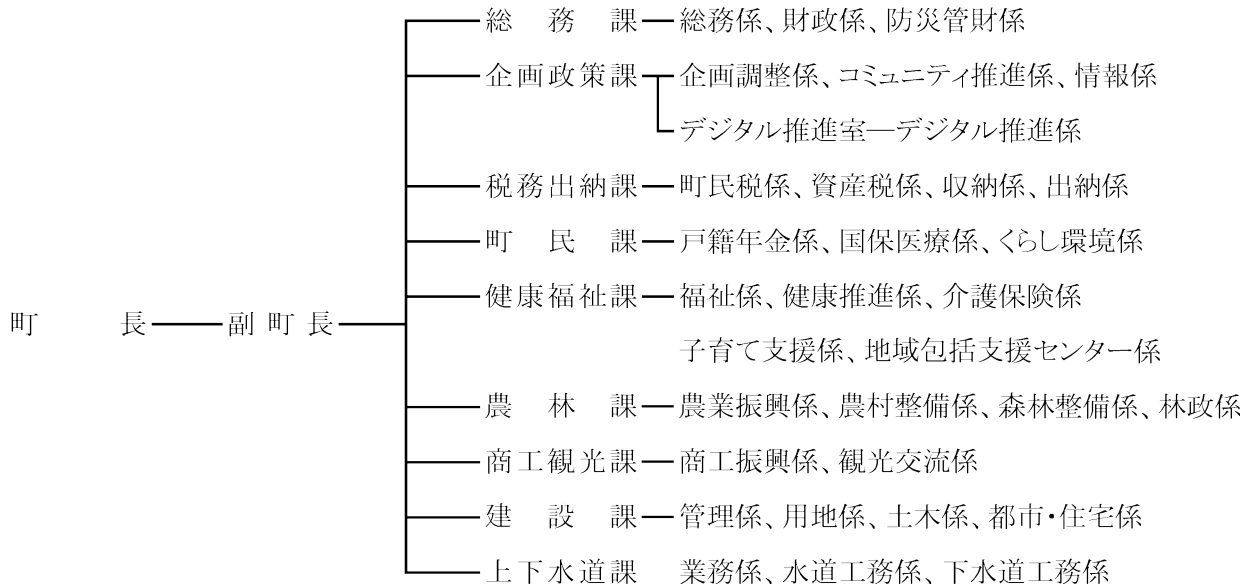 総務課 総務係、財政係、防災管財係
企画政策課 企画調整係、コミュニティ推進係、情報係
デジタル推進室―デジタル推進係
税務出納課 町民税係、資産税係、収納係、出納係
町民課 戸籍年金係、国保医療係、くらし環境係
健康福祉課 福祉係、健康推進係、介護保険係
町長 副町長
子育て支援係、地域包括支援センター係
農林課 農業振興係、農村整備係、森林整備係、林政係
商工観光課 商工振興係、観光交流係
建設課 管理係、用地係、土木係、都市・住宅係
上下水道課 業務係、水道工務係、下水道工務係